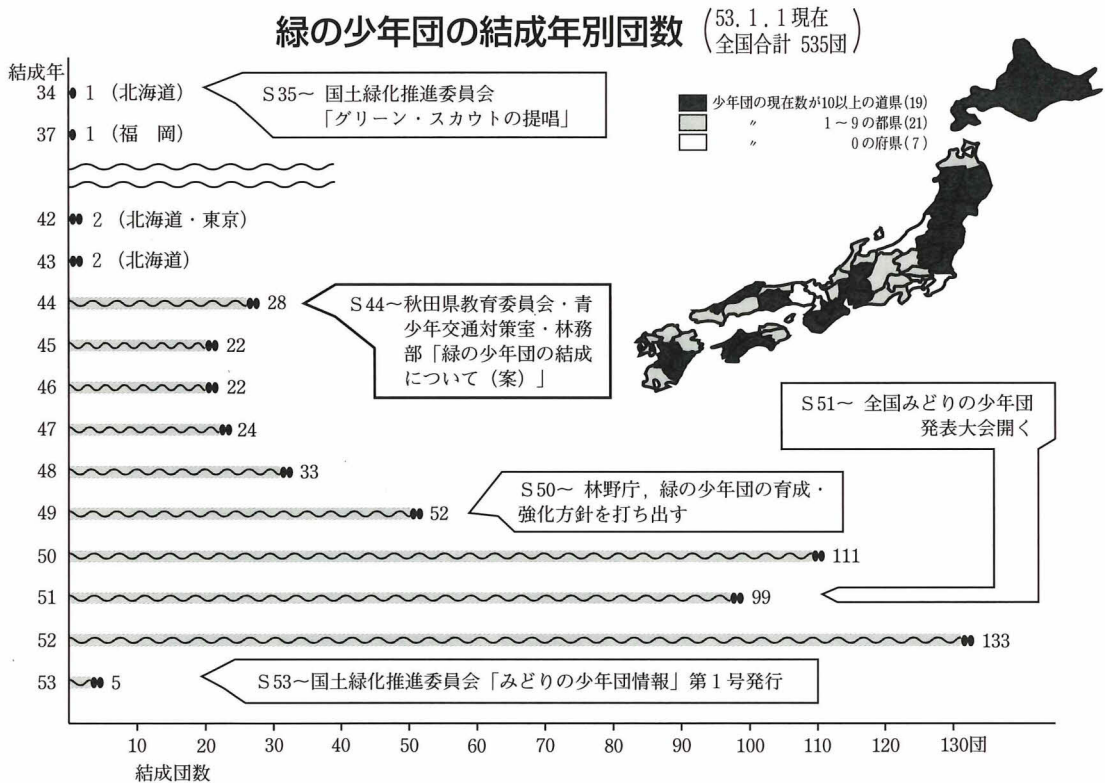 緑の少年団の結成年別団数
(53.1.1現在
全国合計 535団)
結成年
34 1 (北海道)
S35〜 国土緑化推進委員会
「グリーン・スカウトの提唱」
37 1 (福 岡)
少年団の現在数が10以上の道県(19)
〃 1〜9の都県(21)
〃 0の府県(7)
42 2 (北海道・東京)
43 2 (北海道)
44 28
S44〜秋田県教育委員会・青
少年交通対策室・林務
部「緑の少年団の結成
について(案)」
45 22
46 22
47 24
S51〜 全国みどりの少年団
発表大会開く
48 33
49 52
S50〜 林野庁,緑の少年団の育成・
強化方針を打ち出す
50 111
51 99
52 133
53 5
S53〜国土緑化推進委員会「みどりの少年団情報」第1号発行
10 20 30 40 50 60 70 80 90 100 110 120 130団
結成団数